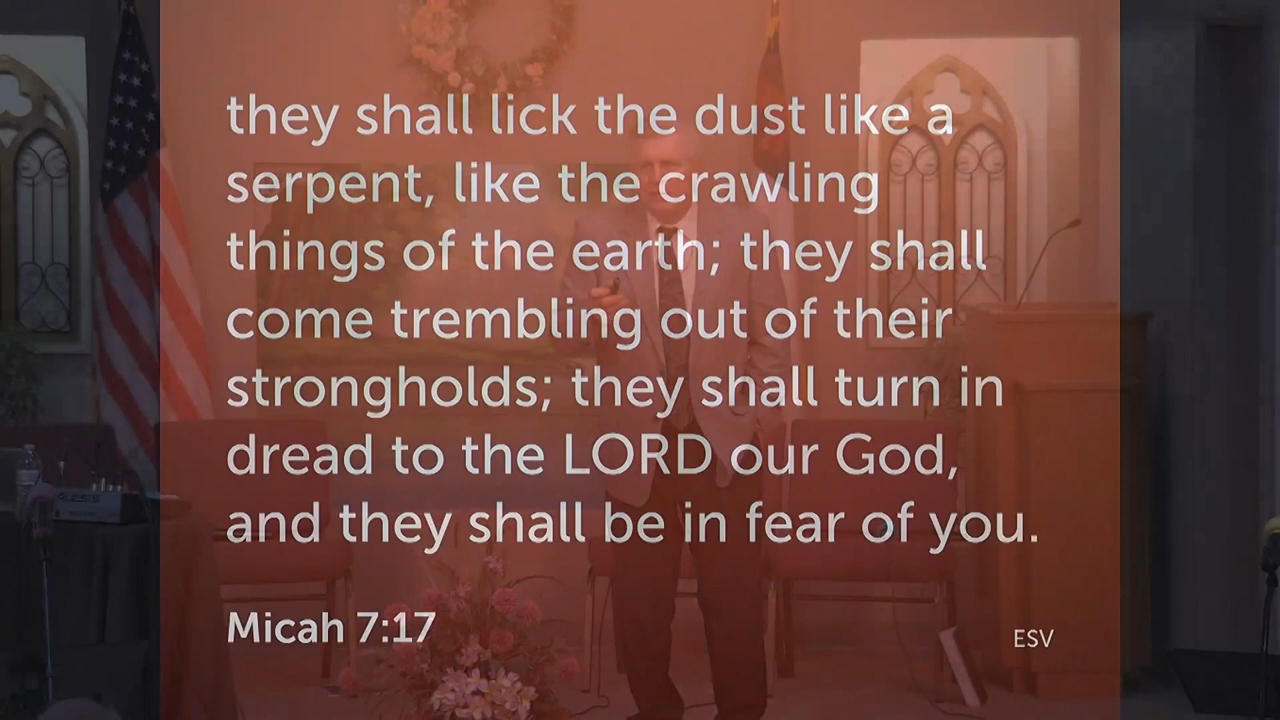 they shall lick the dust like a
serpent, like the crawling
things of the earth; they shall
come trembling out of their
strongholds; they shall turn in
dread to the LORD our God,
and they shall be in fear of you.
Micah 7:17
ESV
ALESIS